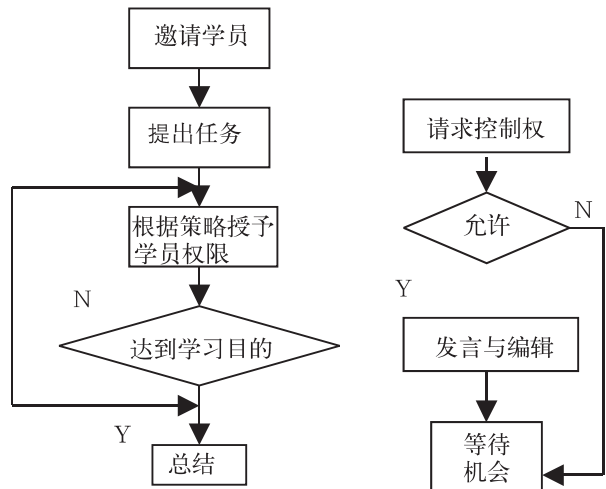 邀请学员
提出任务
根据策略授予
学员权限
N
达到学习目的
Y
总结
请求控制权
允许
N
Y
发言与编辑
等待
机会